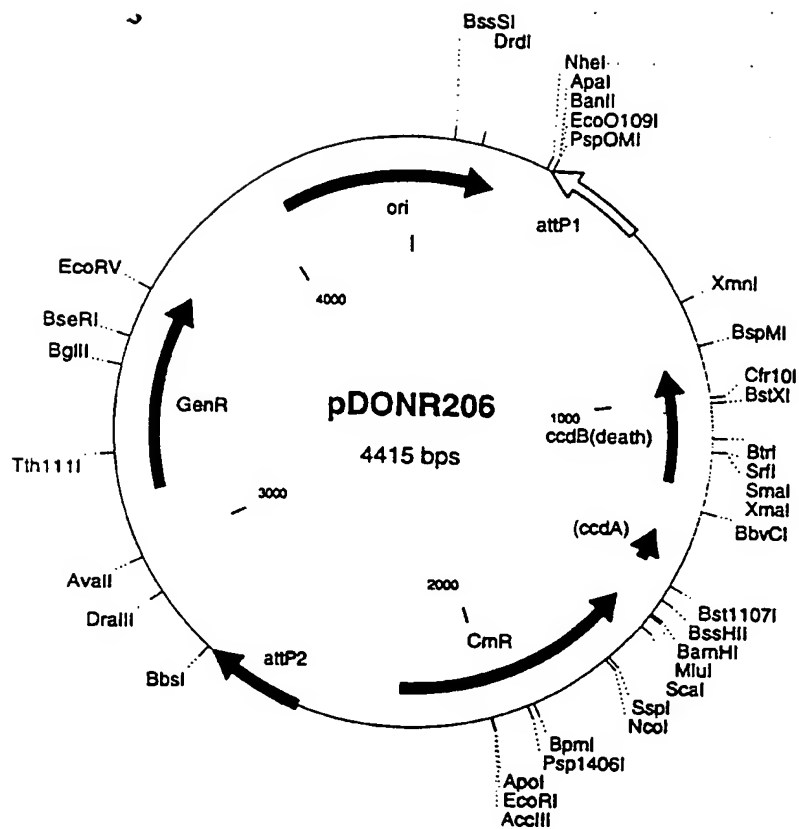 BssSI
DrdI
NheI
ApaI
BanII
EcoO109I
PspOMI
ori
attP1
EcoRV
4000
XmnI
BseRI
BspMI
BglII
GenR
pDONR206
Cfr10I
BstXI
1000
ccdB(death)
4415 bps
Tth111I
BtrI
SrfI
SmaI
XmaI
3000
BbvCI
(ccdA)
AvaII
2000
Bst1107I
DraIII
BssHII
CmR
BamHI
attP2
MluI
BbsI
ScaI
SspI
NcoI
BpmI
Psp1406I
ApoI
EcoRI
AccIII